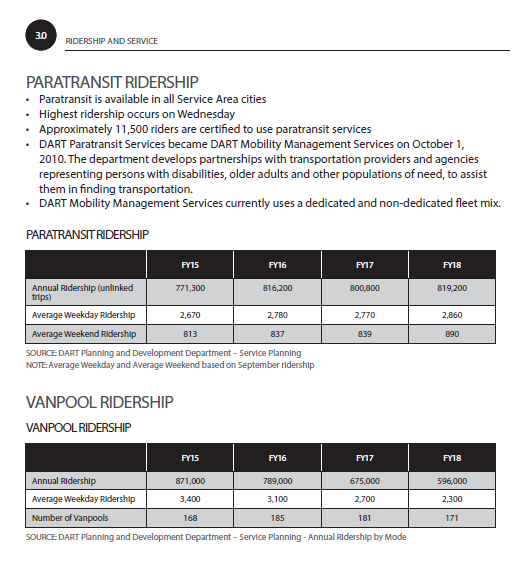 3.0
RIDERSHIP AND SERVICE
PARATRANSIT RIDERSHIP
• Paratransit is available in all Service Area cities
• Highest ridership occurs on Wednesday
• Approximately 11,500 riders are certified to use paratransit services
• DART Paratransit Services became DART Mobility Management Services on October 1,
2010. The department develops partnerships with transportation providers and agencies
representing persons with disabilities, older adults and other populations of need, to assist
them in finding transportation.
• DART Mobility Management Services currently uses a dedicated and non-dedicated fleet mix.
PARATRANSIT RIDERSHIP
FY15 FY16 FY17 FY18
Annual Ridership (unlinked
trips) 771,300 816,200 800,800 819,200
Average Weekday Ridership 2,670 2,780 2,770 2,860
Average Weekend Ridership 813 837 839 890
SOURCE: DART Planning and Development Department – Service Planning
NOTE: Average Weekday and Average Weekend based on September ridership
VANPOOL RIDERSHIP
VANPOOL RIDERSHIP
FY15 FY16 FY17 FY18
Annual Ridership 871,000 789,000 675,000 596,000
Average Weekday Ridership 3,400 3,100 2,700 2,300
Number of Vanpools 168 185 181 171
SOURCE: DART Planning and Development Department – Service Planning - Annual Ridership by Mode